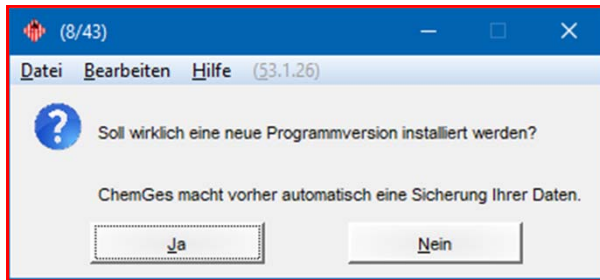 (8/43)
Datei Bearbeiten Hilfe (53.1.26)
Soll wirklich eine neue Programmversion installiert werden?
ChemGes macht vorher automatisch eine Sicherung Ihrer Daten.
Ja Nein